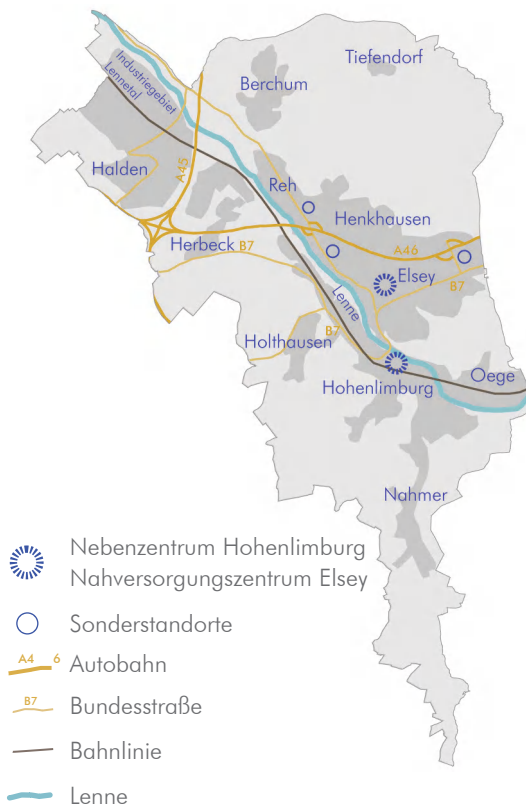 Tiefendorf
Industriegebiet
Lennetal
Berchum
Halden
A45
Reh
Henkhausen
Herbeck
B7
A46
Elsey
B7
Lenne
B7
Holthausen
Oege
Hohenlimburg
Nahmer
Nebenzentrum Hohenlimburg
Nahversorgungszentrum Elsey
Sonderstandorte
A4 6
Autobahn
B7
Bundesstraße
Bahnlinie
Lenne